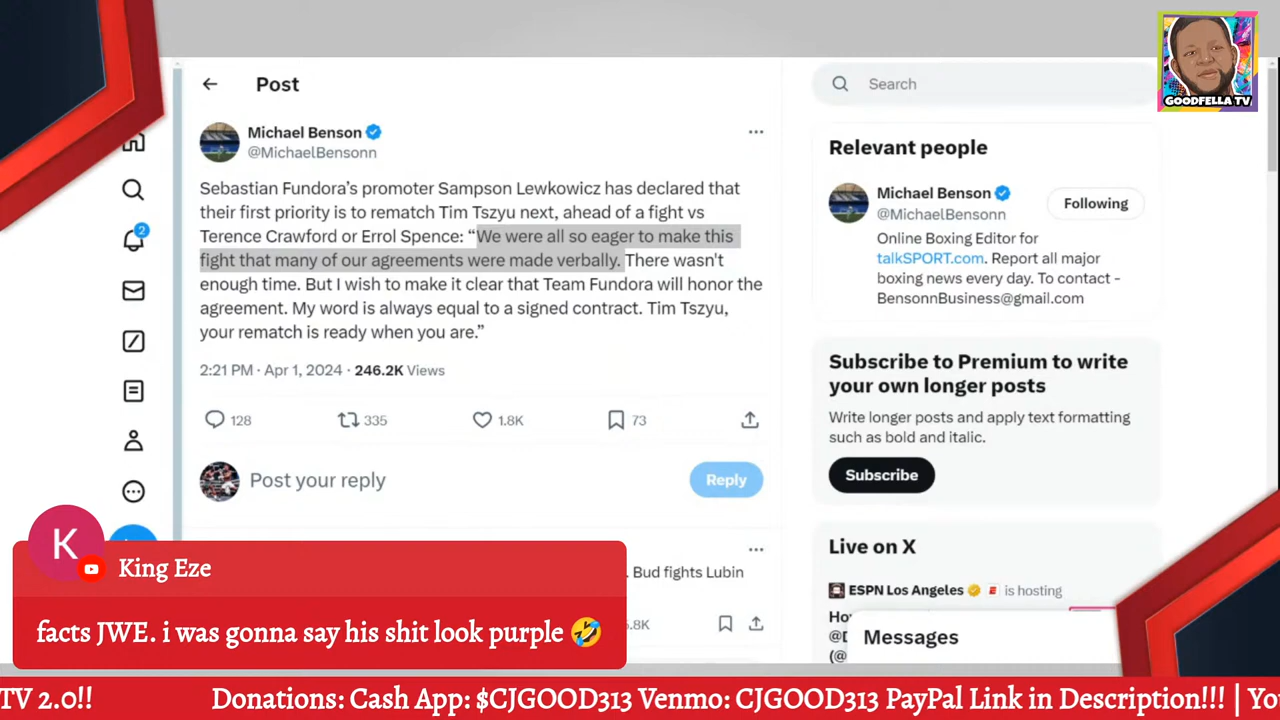 GOODFELLA TV
Post
Michael Benson
@MichaelBensonn
Sebastian Fundora's promoter Sampson Lewkowicz has declared that
their first priority is to rematch Tim Tszyu next, ahead of a fight vs
Terence Crawford or Errol Spence: “We were all so eager to make this
fight that many of our agreements were made verbally. There wasn't
enough time. But I wish to make it clear that Team Fundora will honor the
agreement. My word is always equal to a signed contract. Tim Tszyu,
your rematch is ready when you are.”
2:21 PM · Apr 1, 2024 · 246.2K Views
128 335 1.8K 73
2
Post your reply
Reply
. Bud fights Lubin
.8K
Search
Relevant people
Michael Benson
@MichaelBensonn
Following
Online Boxing Editor for
talkSPORT.com. Report all major
boxing news every day. To contact -
BensonnBusiness@gmail.com
Subscribe to Premium to write
your own longer posts
Write longer posts and apply text formatting
such as bold and italic.
Subscribe
Live on X
ESPN Los Angeles is hosting
Messages
K
King Eze
facts JWE. i was gonna say his shit look purple 🤣
TV 2.0!! Donations: Cash App: $CJGOOD313 Venmo: CJGOOD313 PayPal Link in Description!!! | Yo